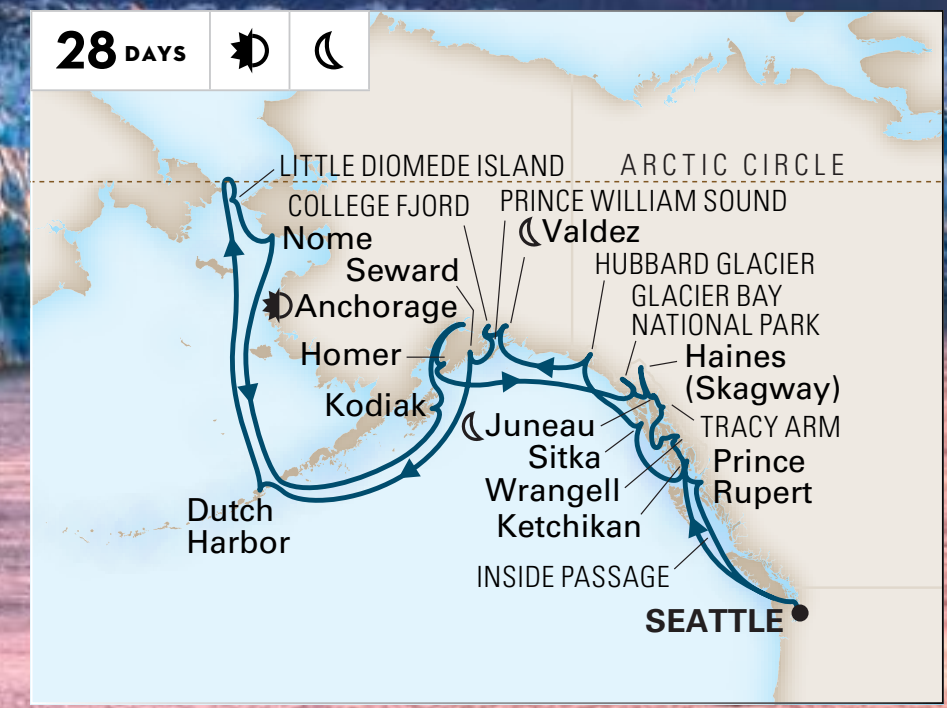 28 DAYS
LITTLE DIOMEDE ISLAND
ARCTIC CIRCLE
COLLEGE FJORD
PRINCE WILLIAM SOUND
Valdez
Nome
Seward
HUBBARD GLACIER
Anchorage
GLACIER BAY
NATIONAL PARK
Homer
Haines
(Skagway)
Kodiak
Juneau
TRACY ARM
Sitka
Prince
Rupert
Wrangell
Ketchikan
Dutch
Harbor
INSIDE PASSAGE
SEATTLE